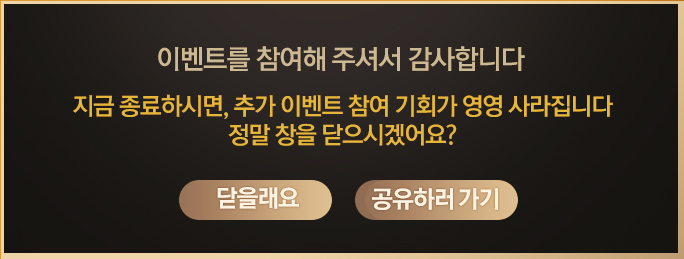 이벤트를 참여해 주셔서 감사합니다
지금 종료하시면, 추가 이벤트 참여 기회가 영영 사라집니다
정말 창을 닫으시겠어요?
닫을래요
공유하러 가기